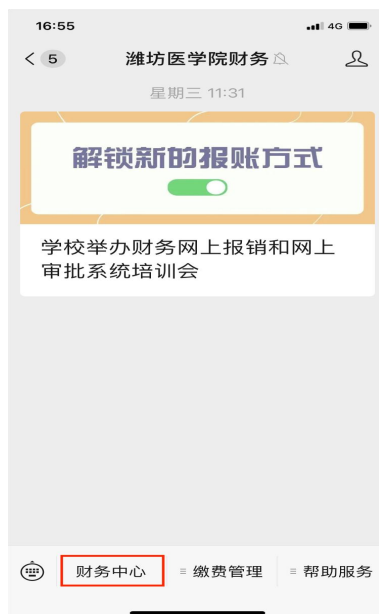 16:55
4G
5
潍坊医学院财务
星期三 11:31
解锁新的报账方式
学校举办财务网上报销和网上
审批系统培训会
财务中心
缴费管理
帮助服务